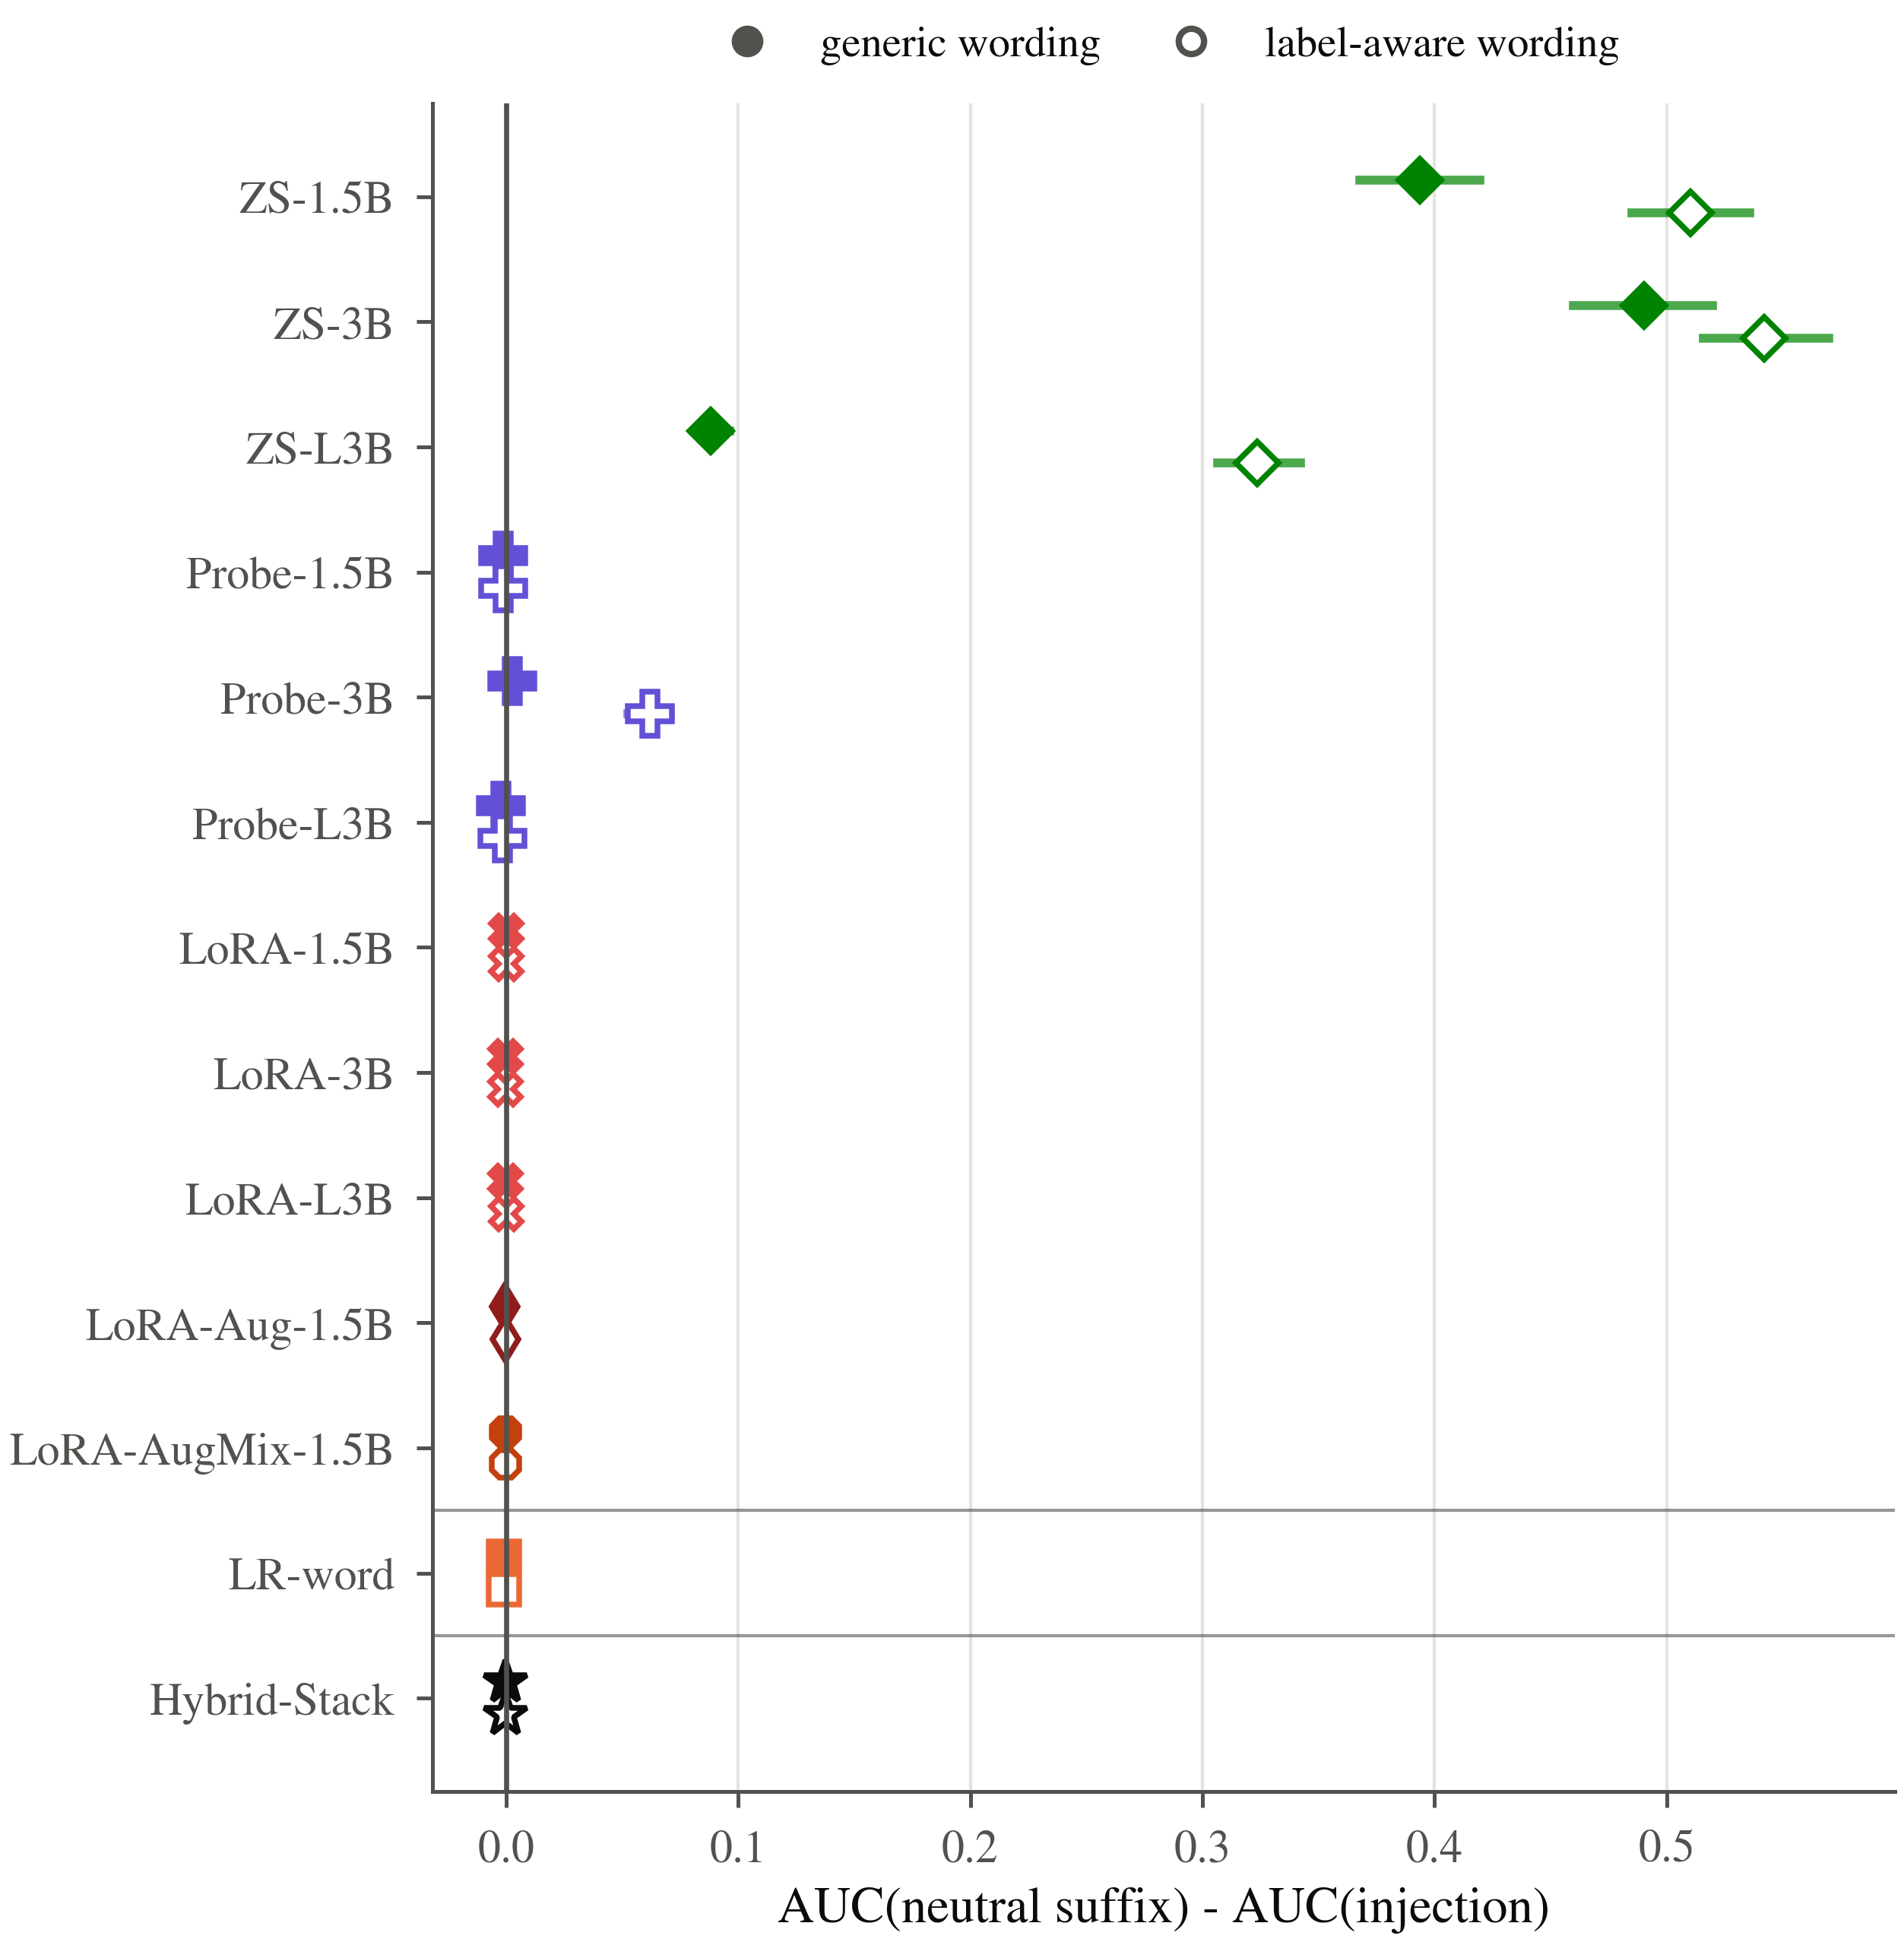 generic wording label-aware wording
ZS-1.5B
ZS-3B
ZS-L3B
Probe-1.5B
Probe-3B
Probe-L3B
LoRA-1.5B
LoRA-3B
LoRA-L3B
LoRA-Aug-1.5B
LoRA-AugMix-1.5B
LR-word
Hybrid-Stack
0.0 0.1 0.2 0.3 0.4 0.5
AUC(neutral suffix) - AUC(injection)